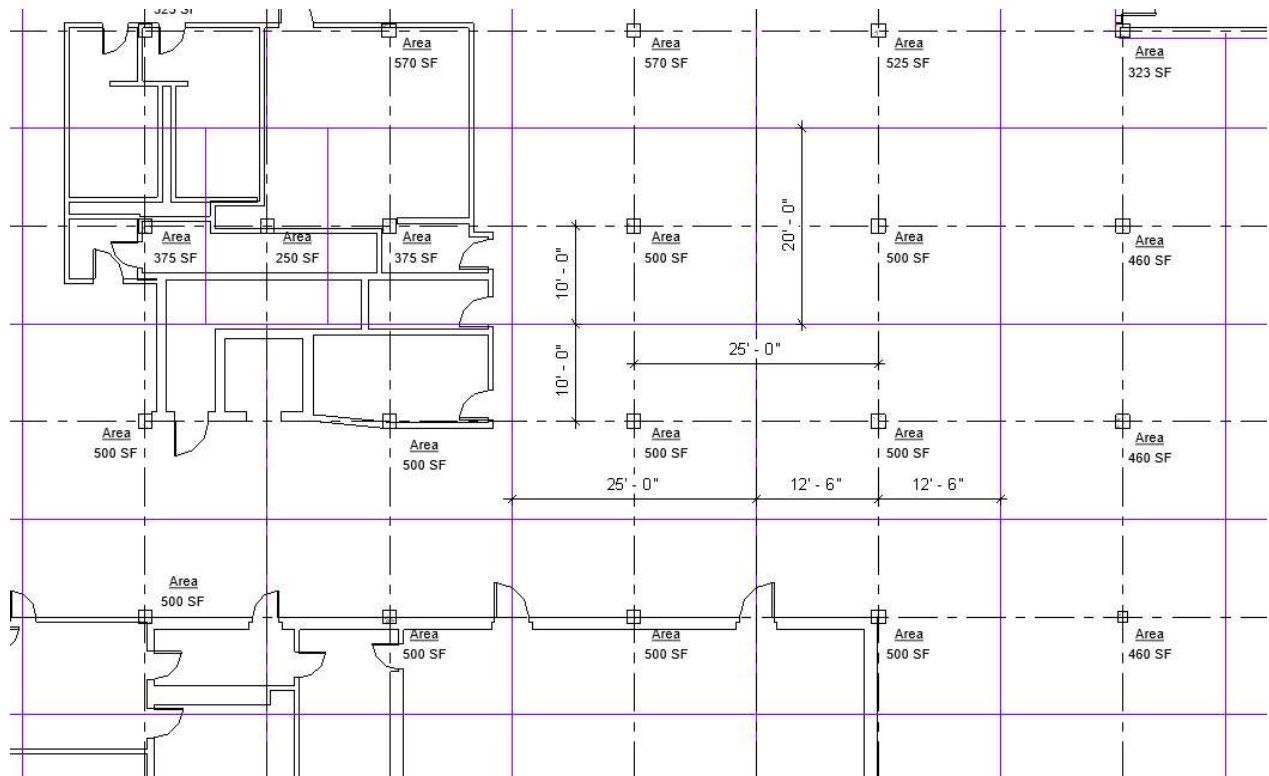 323 SF
Area
570 SF
Area
570 SF
Area
525 SF
Area
323 SF
20' - 0"
Area
375 SF
Area
250 SF
Area
375 SF
Area
500 SF
Area
500 SF
Area
460 SF
10' - 0"
10' - 0"
25' - 0"
Area
500 SF
Area
500 SF
Area
500 SF
Area
500 SF
Area
460 SF
25' - 0"
12' - 6"
12' - 6"
Area
500 SF
Area
500 SF
Area
500 SF
Area
500 SF
Area
460 SF